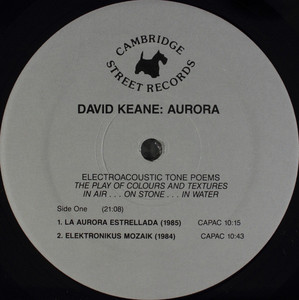 CAMBRIDGE
STREET RECORDS
DAVID KEANE: AURORA
ELECTROACOUSTIC TONE POEMS
THE PLAY OF COLOURS AND TEXTURES
IN AIR . . . ON STONE . . . IN WATER
Side One (21:08)
1. LA AURORA ESTRELLADA (1985) CAPAC 10:15
2. ELEKTRONIKUS MOZAIK (1984) CAPAC 10:43